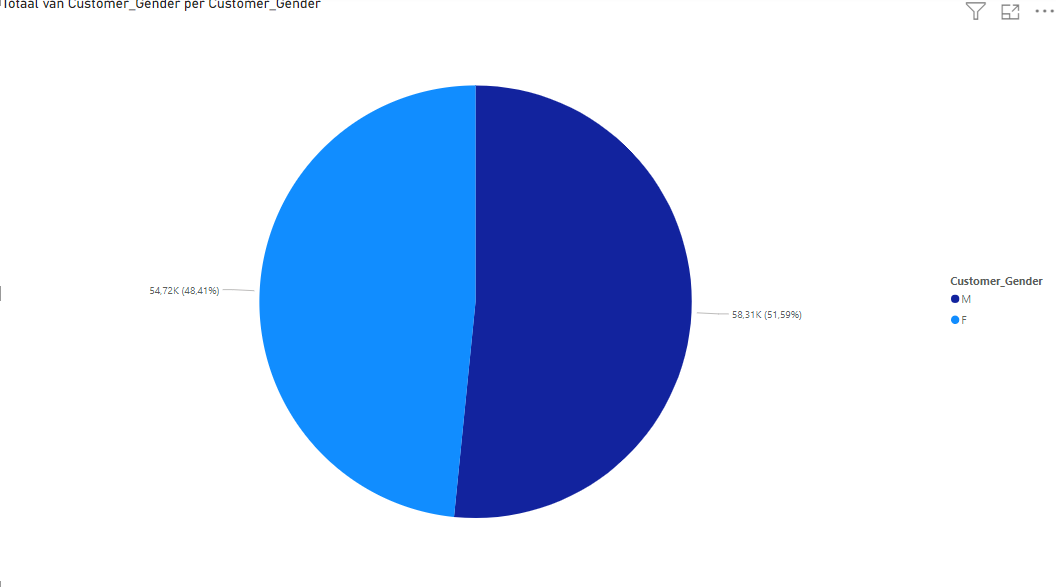 Totaal van Customer_Gender per Customer_Gender
54,72K (48,41%)
58,31K (51,59%)
Customer_Gender
M
F